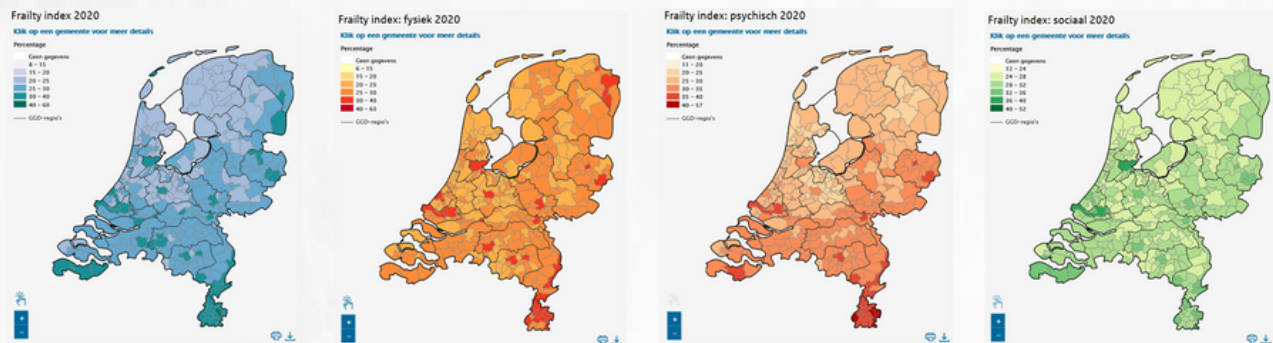 Frailty index 2020
Klik op een gemeente voor meer details
Percentage
Geen gegevens
8 - 15
15 - 20
20 - 25
25 - 30
30 - 40
40 - 60
GGD-regio's
+
−
Frailty index: fysiek 2020
Klik op een gemeente voor meer details
Percentage
Geen gegevens
6 - 15
15 - 20
20 - 25
25 - 30
30 - 40
40 - 63
GGD-regio's
+
−
Frailty index: psychisch 2020
Klik op een gemeente voor meer details
Percentage
Geen gegevens
11 - 20
20 - 25
25 - 30
30 - 35
35 - 40
40 - 57
GGD-regio's
+
−
Frailty index: sociaal 2020
Klik op een gemeente voor meer details
Percentage
Geen gegevens
12 - 24
24 - 28
28 - 32
32 - 36
36 - 40
40 - 52
GGD-regio's
+
−